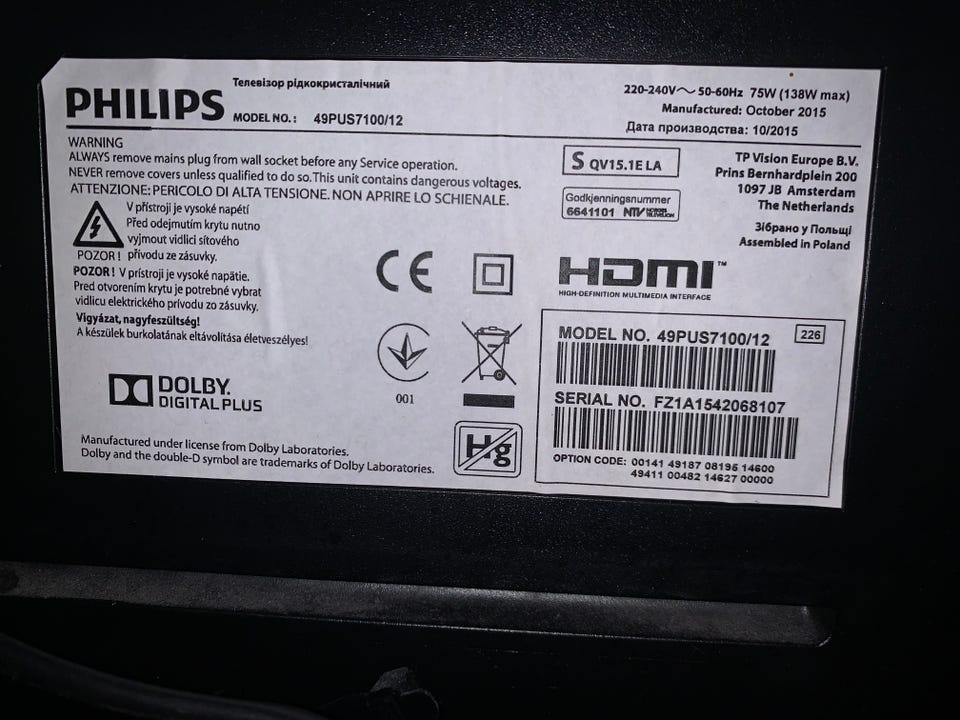 PHILIPS
Телевізор рідкокристалічний
MODEL NO.: 49PUS7100/12
220-240V~ 50-60Hz 75W (138W max)
Manufactured: October 2015
Дата производства: 10/2015
WARNING
ALWAYS remove mains plug from wall socket before any Service operation.
NEVER remove covers unless qualified to do so. This unit contains dangerous voltages.
ATTENZIONE: PERICOLO DI ALTA TENSIONE. NON APRIRE LO SCHIENALE.
V přístroji je vysoké napětí
Před odejmutím krytu nutno
vyjmout vidlici síťového
POZOR! přívodu ze zásuvky.
POZOR! V prístroji je vysoké napätie.
Pred otvorením krytu je potrebné vybrat
vidlicu elektrického prívodu zo zásuvky.
Vigyázat, nagyfeszültség!
A készülek burkolatának eltávolítása életveszélyes!
S QV15.1E LA
Godkjenningsnummer
6641101 NTV NORGES TELEVISJON
TP Vision Europe B.V.
Prins Bernhardplein 200
1097 JB Amsterdam
The Netherlands
Зібрано у Польщі
Assembled in Poland
CE
HDMI™
HIGH-DEFINITION MULTIMEDIA INTERFACE
001
DOLBY.
DIGITAL PLUS
Hg
Manufactured under license from Dolby Laboratories.
Dolby and the double-D symbol are trademarks of Dolby Laboratories.
MODEL NO. 49PUS7100/12
226
SERIAL NO. FZ1A1542068107
OPTION CODE: 00141 49187 08195 14600
49411 00482 14627 00000